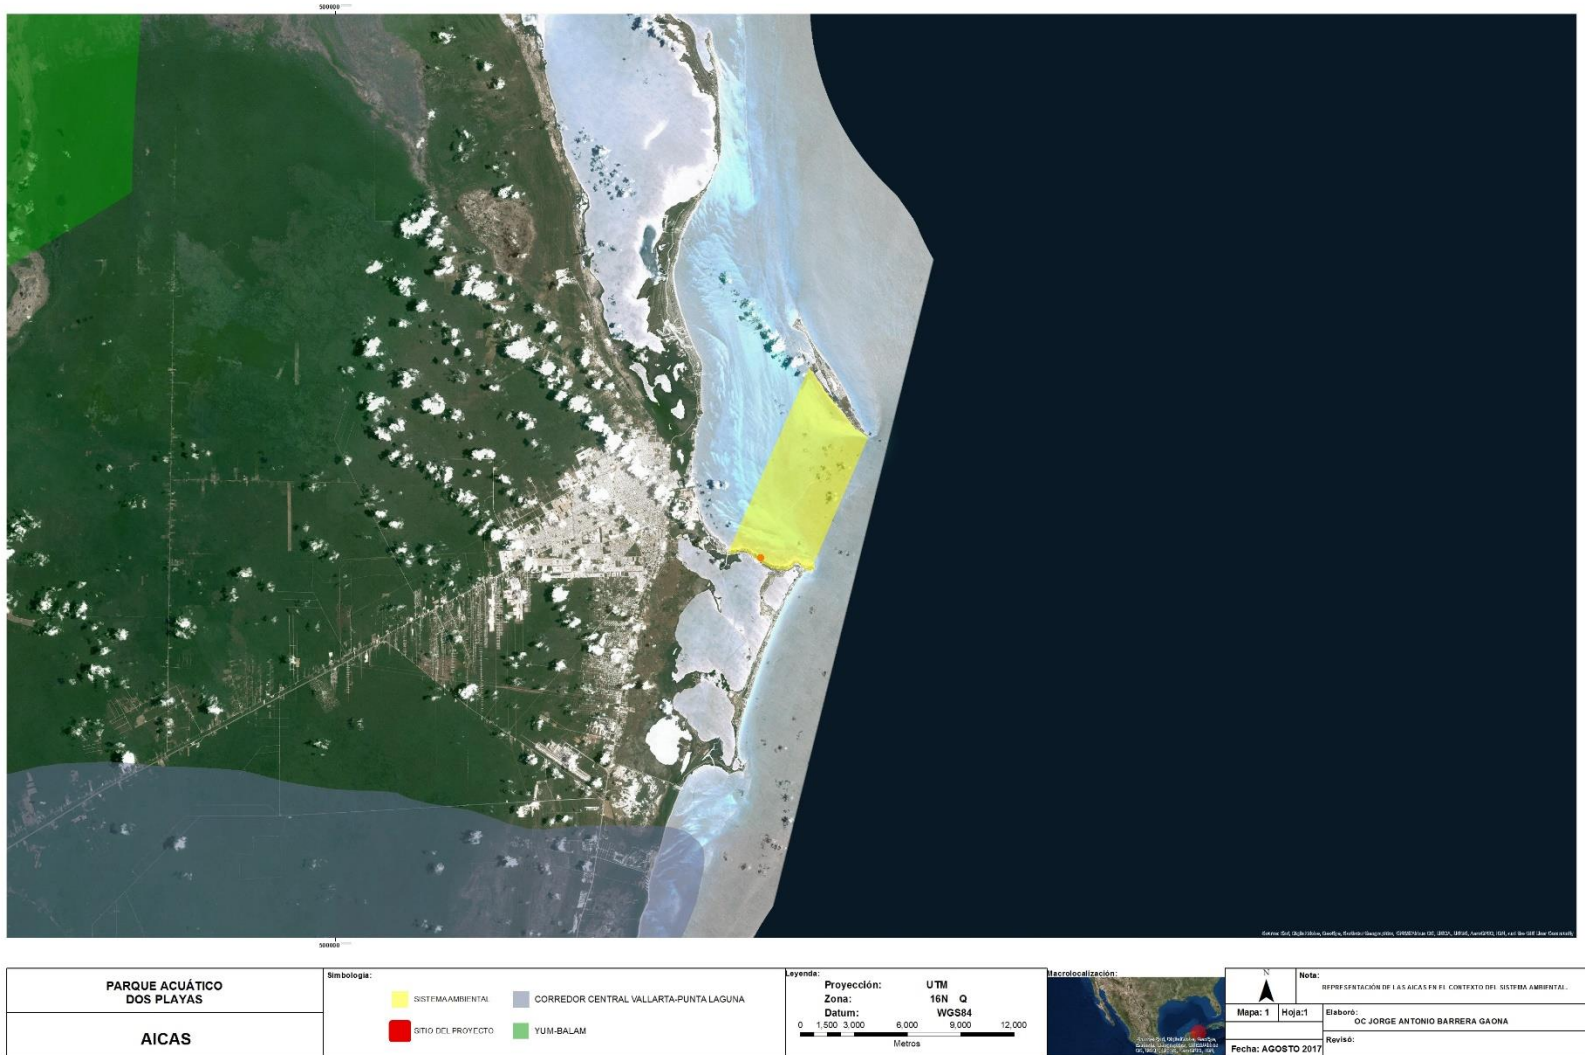 500000
500000
PARQUE ACUÁTICO
DOS PLAYAS
AICAS
Simbología:
SISTEMA AMBIENTAL
CORREDOR CENTRAL VALLARTA-PUNTA LAGUNA
SITIO DEL PROYECTO
YUM-BALAM
Leyenda:
Proyección: UTM
Zona: 16N Q
Datum: WGS84
0 1,500 3,000 6,000 9,000 12,000
Metros
Macrolocalización:
N
Nota:
REPRESENTACIÓN DE LAS AICAS EN EL CONTEXTO DEL SISTEMA AMBIENTAL.
Mapa: 1 Hoja:1
Elaboró:
OC JORGE ANTONIO BARRERA GAONA
Fecha: AGOSTO 2017
Revisó: